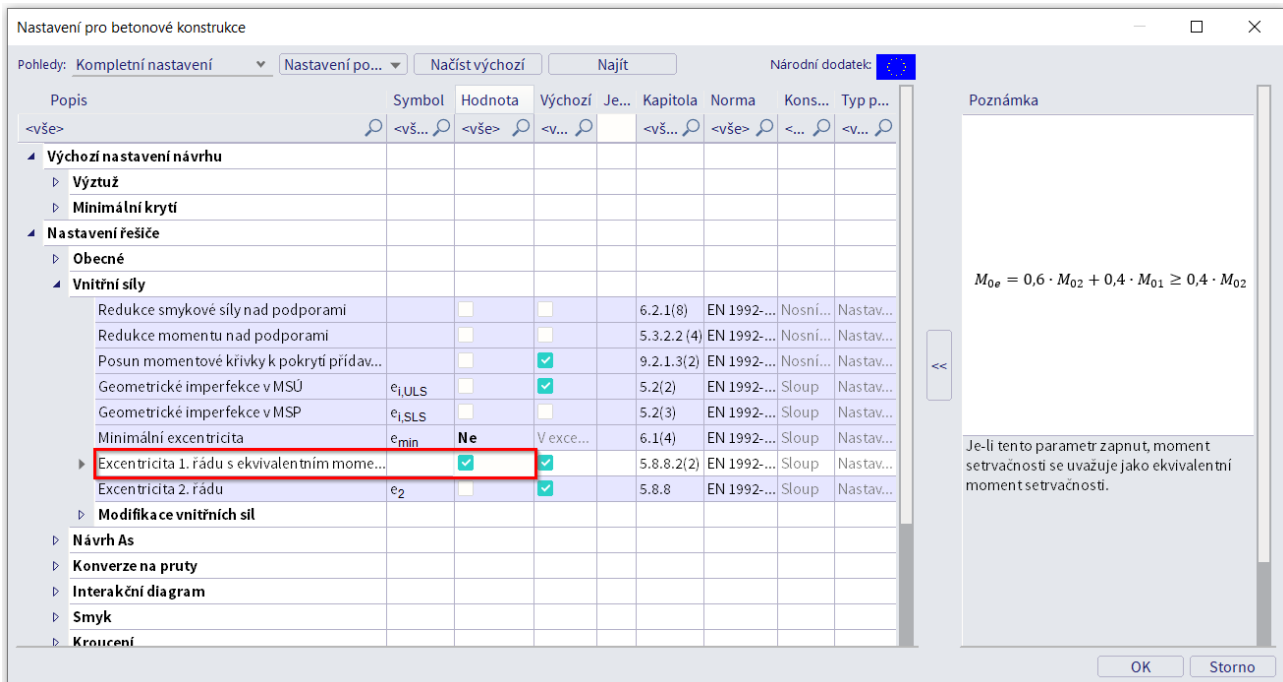 Nastavení pro betonové konstrukce
Pohledy: Kompletní nastavení Nastavení po... Načíst výchozí Najít Národní dodatek:
Popis Symbol Hodnota Výchozí Je... Kapitola Norma Kons... Typ p... Poznámka
<vše> <vš... <vše> <v... <vš... <vše> <... <v...
Výchozí nastavení návrhu
Výztuž
Minimální krytí
Nastavení řešiče
Obecné
Vnitřní síly
Redukce smykové síly nad podporami 6.2.1(8) EN 1992-... Nosní... Nastav...
Redukce momentu nad podporami 5.3.2.2 (4) EN 1992-... Nosní... Nastav...
Posun momentové křivky k pokrytí přídav... 9.2.1.3(2) EN 1992-... Nosní... Nastav...
Geometrické imperfekce v MSÚ ei,ULS 5.2(2) EN 1992-... Sloup Nastav...
Geometrické imperfekce v MSP ei,SLS 5.2(3) EN 1992-... Sloup Nastav...
Minimální excentricita emin Ne V exce... 6.1(4) EN 1992-... Sloup Nastav...
Excentricita 1. řádu s ekvivalentním mome... 5.8.8.2(2) EN 1992-... Sloup Nastav...
Excentricita 2. řádu e2 5.8.8 EN 1992-... Sloup Nastav...
Modifikace vnitřních sil
Návrh As
Konverze na pruty
Interakční diagram
Smyk
Kroucení
<<
M0e = 0,6 · M02 + 0,4 · M01 ≥ 0,4 · M02
Je-li tento parametr zapnut, moment
setrvačnosti se uvažuje jako ekvivalentní
moment setrvačnosti.
OK Storno